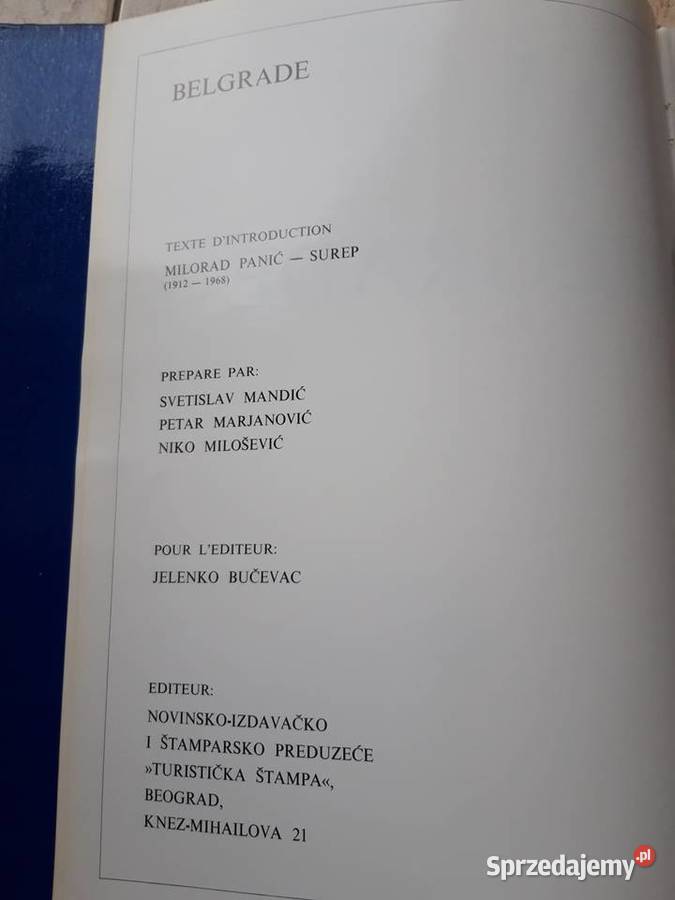 BELGRADE
TEXTE D'INTRODUCTION
MILORAD PANIĆ — SUREP
(1912 — 1968)
PREPARE PAR:
SVETISLAV MANDIĆ
PETAR MARJANOVIĆ
NIKO MILOŠEVIĆ
POUR L'EDITEUR:
JELENKO BUČEVAC
EDITEUR:
NOVINSKO-IZDAVAČKO
I ŠTAMPARSKO PREDUZEĆE
»TURISTIČKA ŠTAMPA«,
BEOGRAD,
KNEZ-MIHAILOVA 21
Sprzedajemy.pl